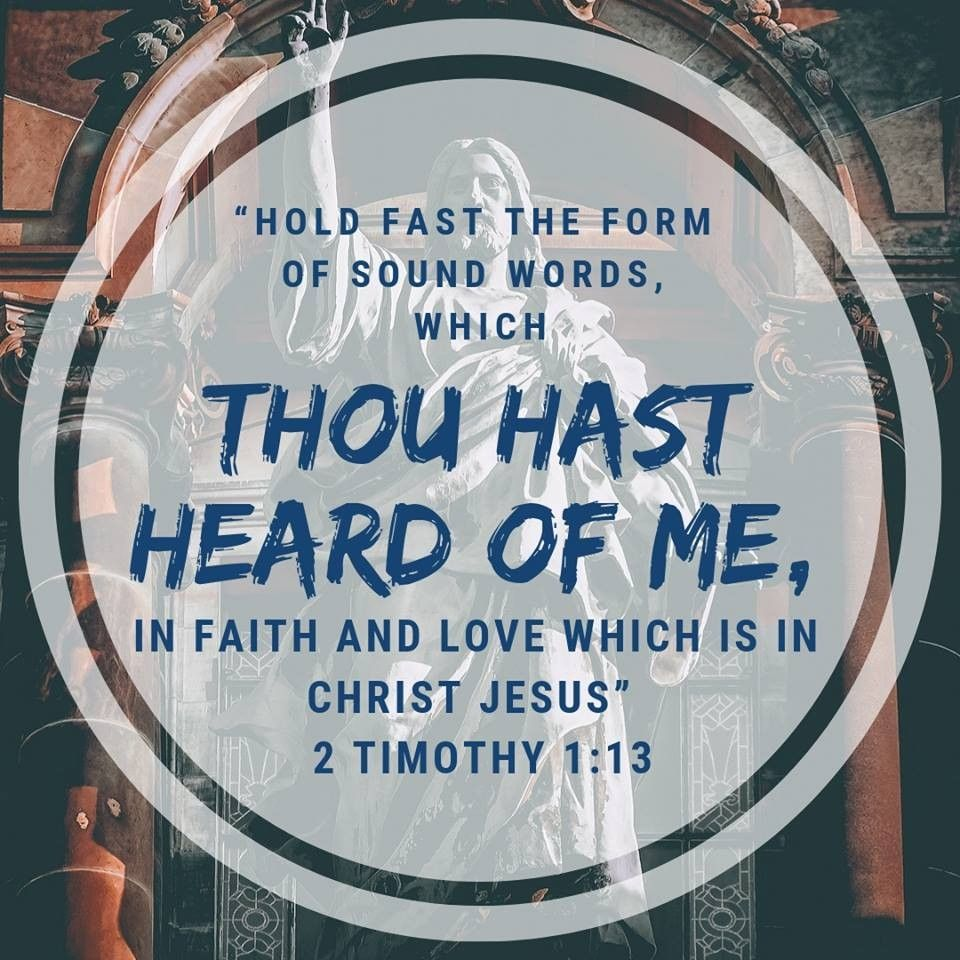 “HOLD FAST THE FORM
OF SOUND WORDS,
WHICH
THOU HAST
HEARD OF ME,
IN FAITH AND LOVE WHICH IS IN
CHRIST JESUS”
2 TIMOTHY 1:13